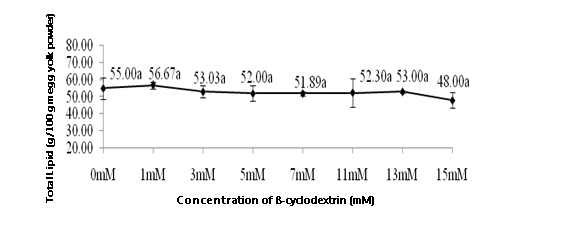 Total Lipid (g/100 g megg yolk powder)
80.00
70.00
60.00
50.00
40.00
30.00
20.00
55.00a 56.67a 53.03a 52.00a 51.89a 52.30a 53.00a 48.00a
0mM 1mM 3mM 5mM 7mM 11mM 13mM 15mM
Concentration of ß-cyclodextrin (mM)